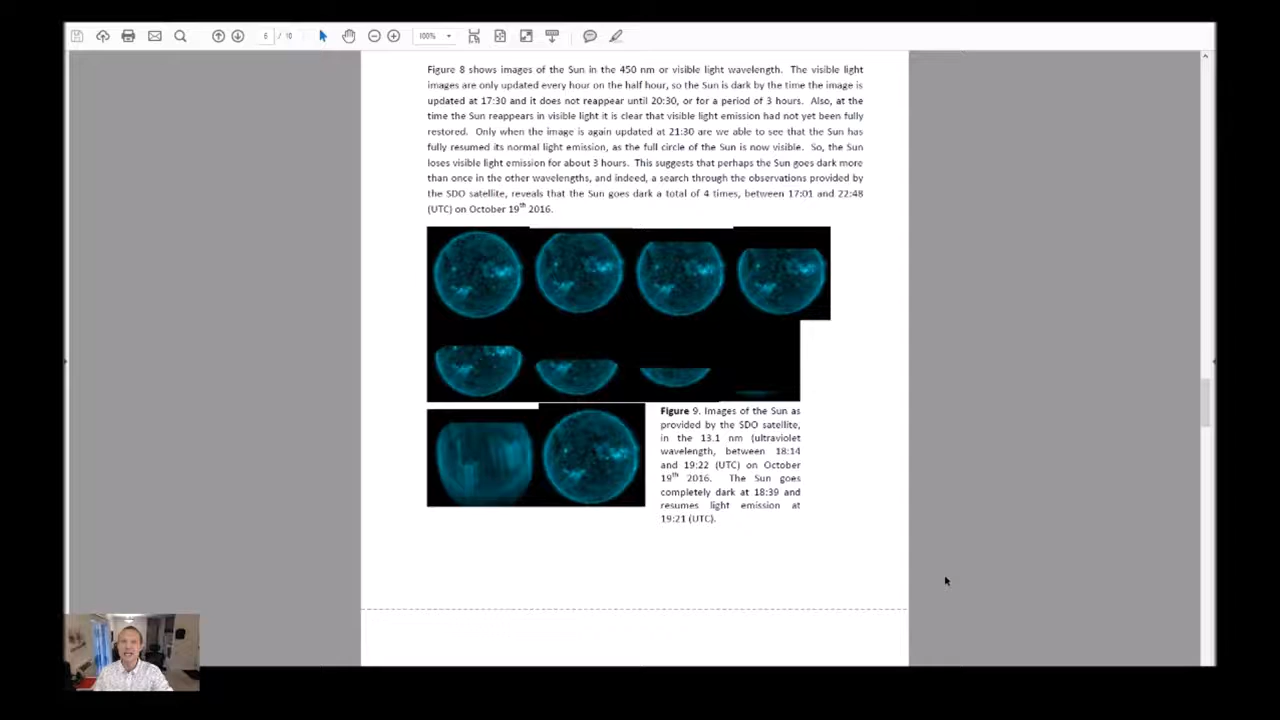 6 / 10
100%
Figure 8 shows images of the Sun in the 450 nm or visible light wavelength. The visible light
images are only updated every hour on the half hour, so the Sun is dark by the time the image is
updated at 17:30 and it does not reappear until 20:30, or for a period of 3 hours. Also, at the
time the Sun reappears in visible light it is clear that visible light emission had not yet been fully
restored. Only when the image is again updated at 21:30 are we able to see that the Sun has
fully resumed its normal light emission, as the full circle of the Sun is now visible. So, the Sun
loses visible light emission for about 3 hours. This suggests that perhaps the Sun goes dark more
than once in the other wavelengths, and indeed, a search through the observations provided by
the SDO satellite, reveals that the Sun goes dark a total of 4 times, between 17:01 and 22:48
(UTC) on October 19th 2016.
Figure 9. Images of the Sun as
provided by the SDO satellite,
in the 13.1 nm (ultraviolet
wavelength, between 18:14
and 19:22 (UTC) on October
19th 2016. The Sun goes
completely dark at 18:39 and
resumes light emission at
19:21 (UTC).